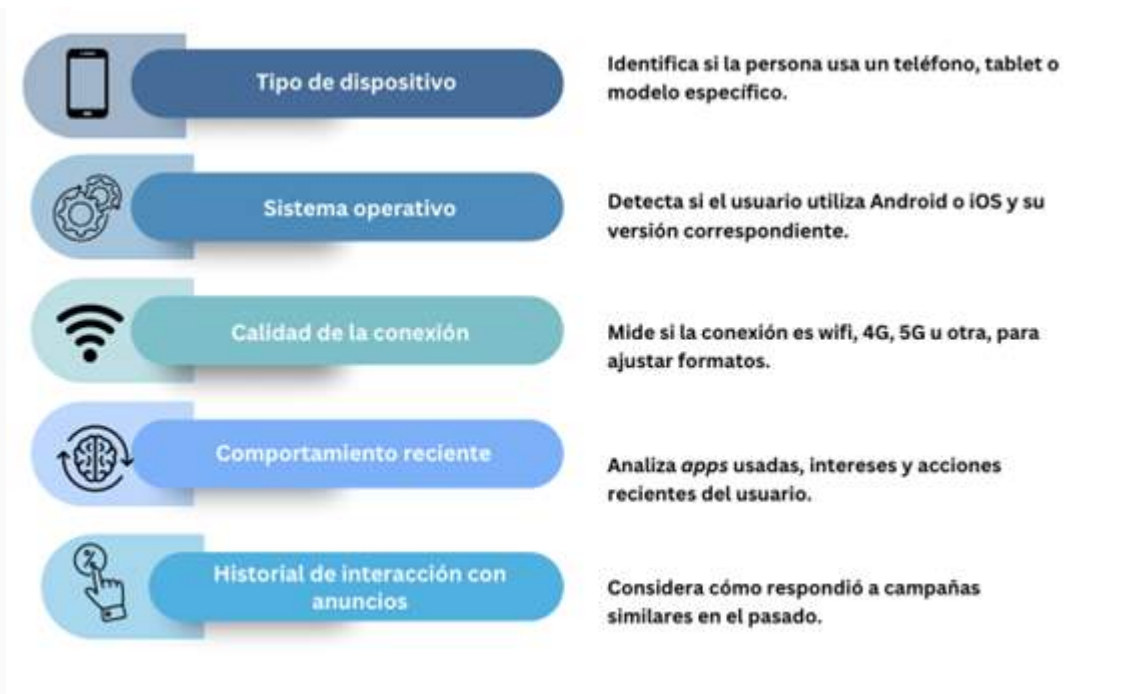 Tipo de dispositivo
Identifica si la persona usa un teléfono, tablet o
modelo específico.
Sistema operativo
Detecta si el usuario utiliza Android o iOS y su
versión correspondiente.
Calidad de la conexión
Mide si la conexión es wifi, 4G, 5G u otra, para
ajustar formatos.
Comportamiento reciente
Analiza apps usadas, intereses y acciones
recientes del usuario.
Historial de interacción con
anuncios
Considera cómo respondió a campañas
similares en el pasado.